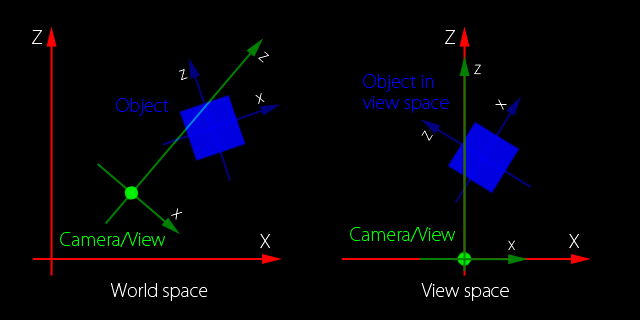 Z
Z
X
Object
X
Camera/View
X
World space
Z
Z
Object in
view space
X
Z
Camera/View
X
X
View space